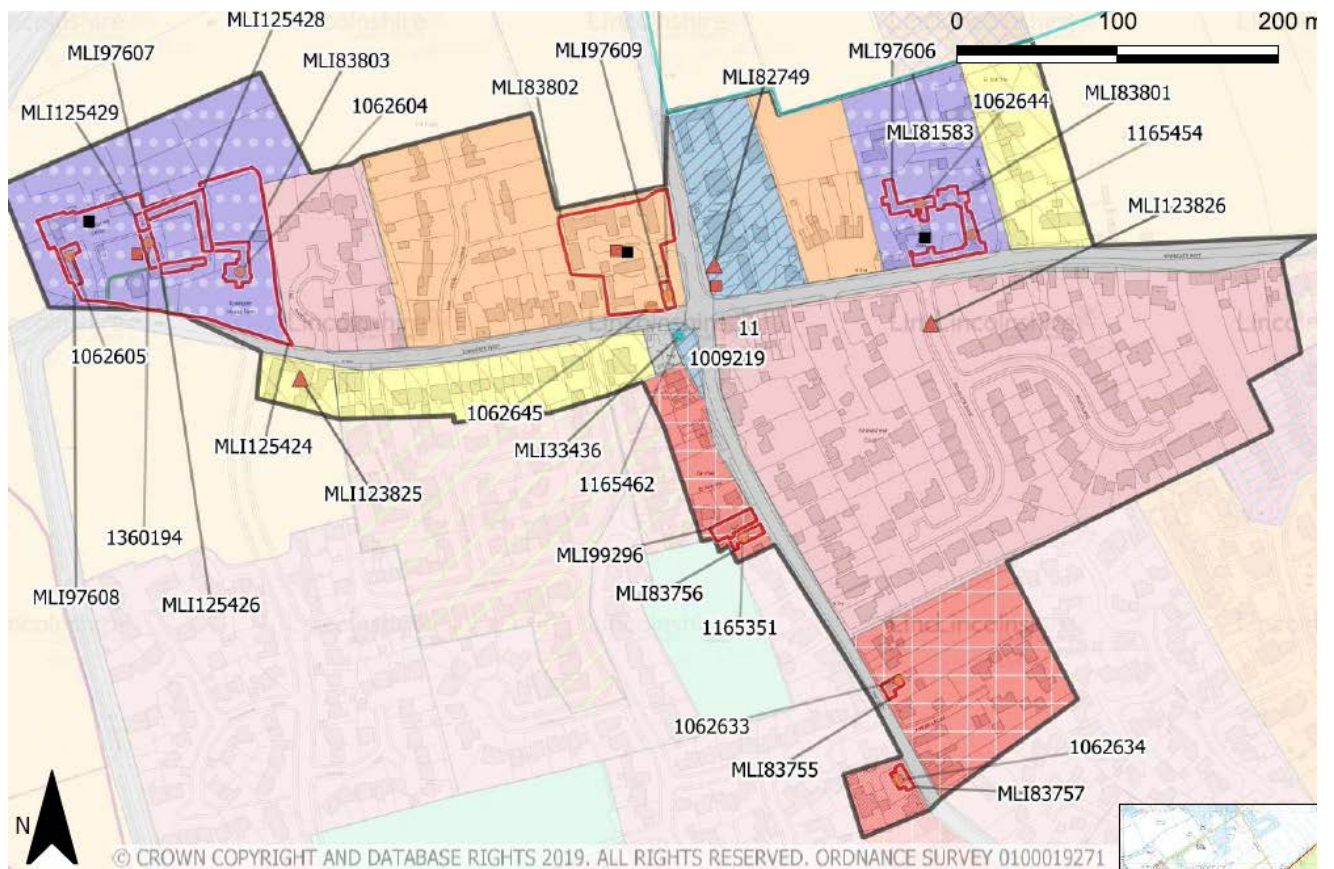 Lincolnshire
0 100 200 m
MLI125428
MLI97607
MLI83803
MLI97609
MLI97606
MLI82749
MLI83802
1062604
MLI125429
MLI83801
1062644
MLI81583
1165454
MLI123826
11
1009219
1062605
1062645
MLI125424
MLI33436
MLI123825
1165462
1360194
MLI99296
MLI97608
MLI125426
MLI83756
1165351
1062633
1062634
MLI83755
MLI83757
N
© CROWN COPYRIGHT AND DATABASE RIGHTS 2019. ALL RIGHTS RESERVED. ORDNANCE SURVEY 0100019271